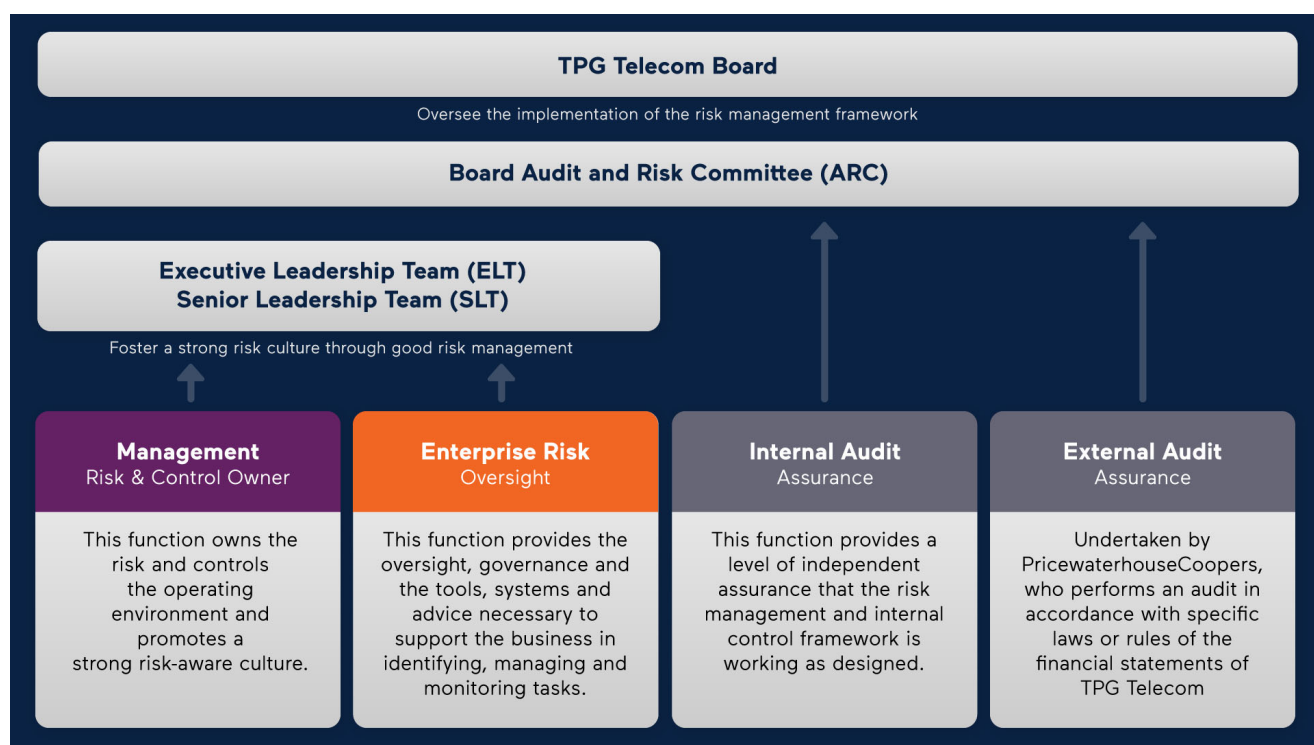 TPG Telecom Board
Oversee the implementation of the risk management framework
Board Audit and Risk Committee (ARC)
Executive Leadership Team (ELT)
Senior Leadership Team (SLT)
Foster a strong risk culture through good risk management
Management
Risk & Control Owner
This function owns the
risk and controls
the operating
environment and
promotes a
strong risk-aware culture.
Enterprise Risk
Oversight
This function provides the
oversight, governance and
the tools, systems and
advice necessary to
support the business in
identifying, managing and
monitoring tasks.
Internal Audit
Assurance
This function provides a
level of independent
assurance that the risk
management and internal
control framework is
working as designed.
External Audit
Assurance
Undertaken by
PricewaterhouseCoopers,
who performs an audit in
accordance with specific
laws or rules of the
financial statements of
TPG Telecom